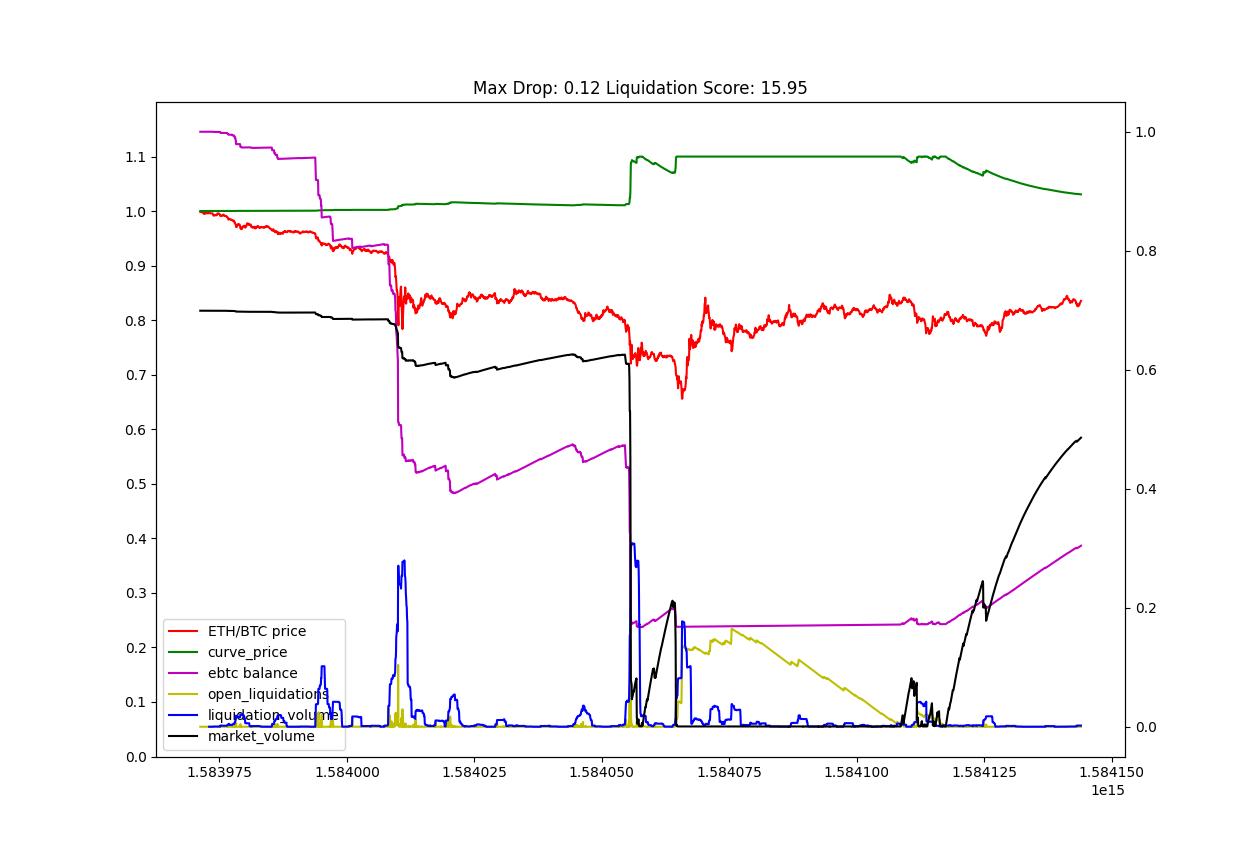 Max Drop: 0.12 Liquidation Score: 15.95
1.1
1.0
0.9
0.8
0.7
0.6
0.5
0.4
0.3
0.2
0.1
0.0
1.0
0.8
0.6
0.4
0.2
0.0
ETH/BTC price
curve_price
ebtc balance
open_liquidations
liquidation_volume
market_volume
1.583975 1.584000 1.584025 1.584050 1.584075 1.584100 1.584125 1.584150
1e15